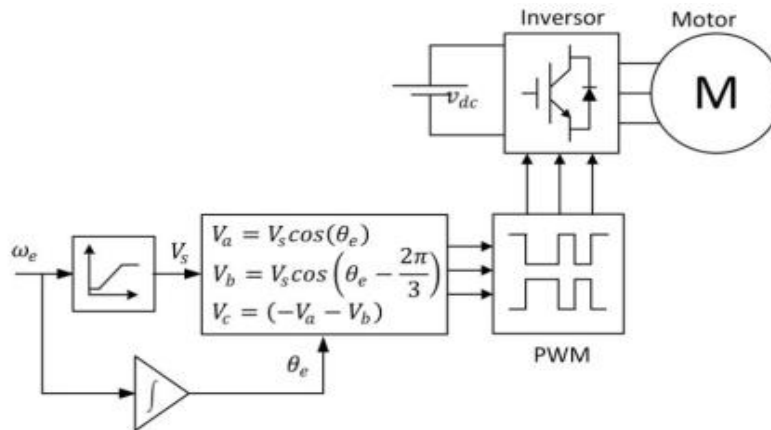 Inversor
Motor
v_dc
M
ω_e
V_s
V_a = V_s cos(θ_e)
V_b = V_s cos(θ_e − 2π/3)
V_c = (−V_a − V_b)
PWM
θ_e
∫